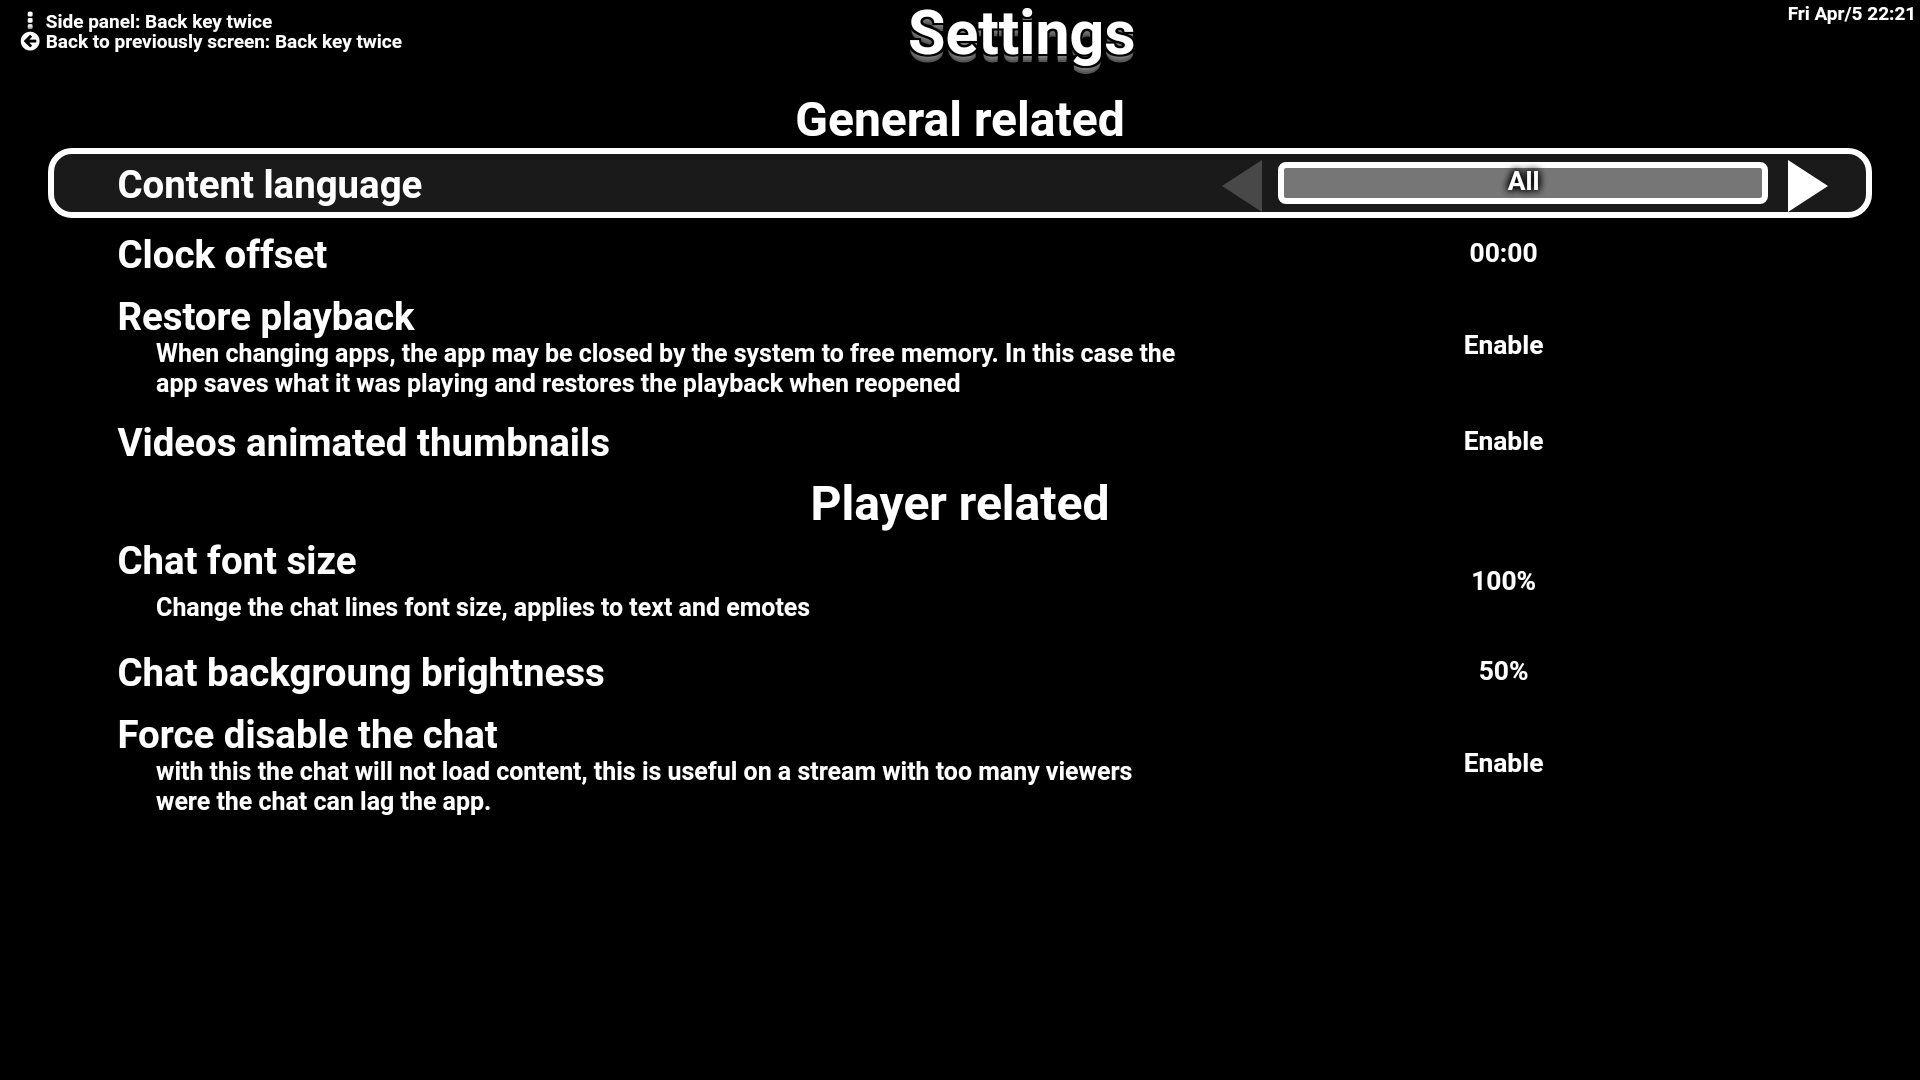 Side panel: Back key twice
Back to previously screen: Back key twice
Settings
Fri Apr/5 22:21
General related
Content language
All
Clock offset
00:00
Restore playback
When changing apps, the app may be closed by the system to free memory. In this case the
app saves what it was playing and restores the playback when reopened
Enable
Videos animated thumbnails
Enable
Player related
Chat font size
Change the chat lines font size, applies to text and emotes
100%
Chat backgroung brightness
50%
Force disable the chat
with this the chat will not load content, this is useful on a stream with too many viewers
were the chat can lag the app.
Enable